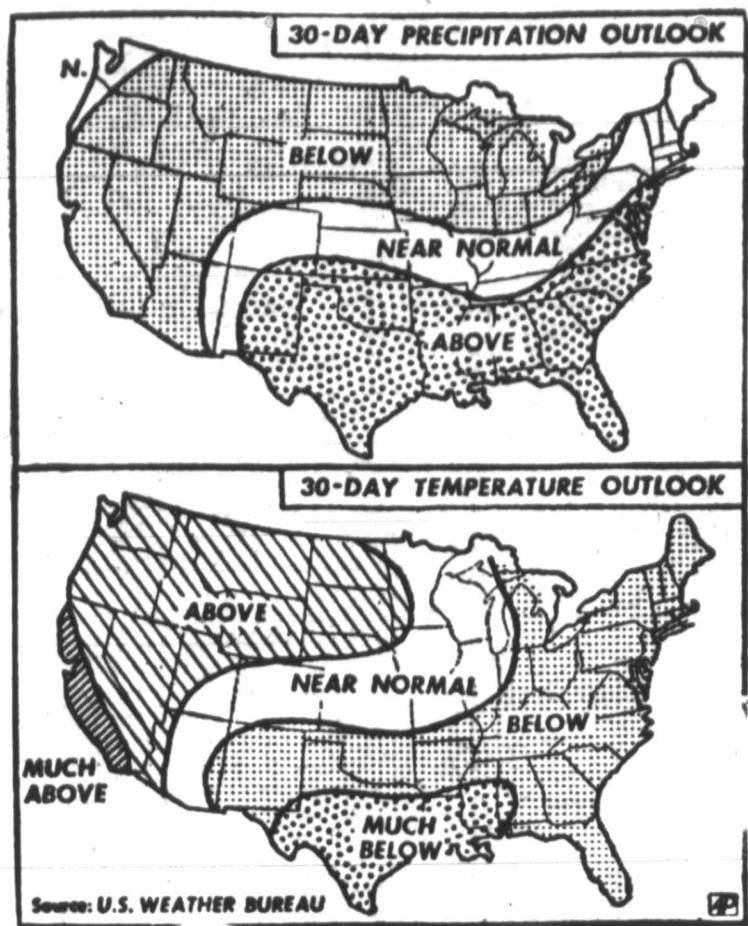 30-DAY PRECIPITATION OUTLOOK
N.
BELOW
NEAR NORMAL
ABOVE
30-DAY TEMPERATURE OUTLOOK
ABOVE
NEAR NORMAL
BELOW
MUCH
ABOVE
MUCH
BELOW
Source: U.S. WEATHER BUREAU
AP